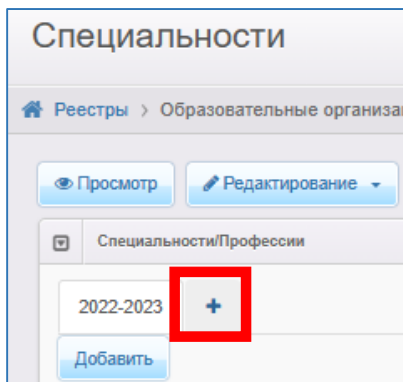 Специальности
Реестры > Образовательные организа
Просмотр Редактирование
Специальности/Профессии
2022-2023 +
Добавить